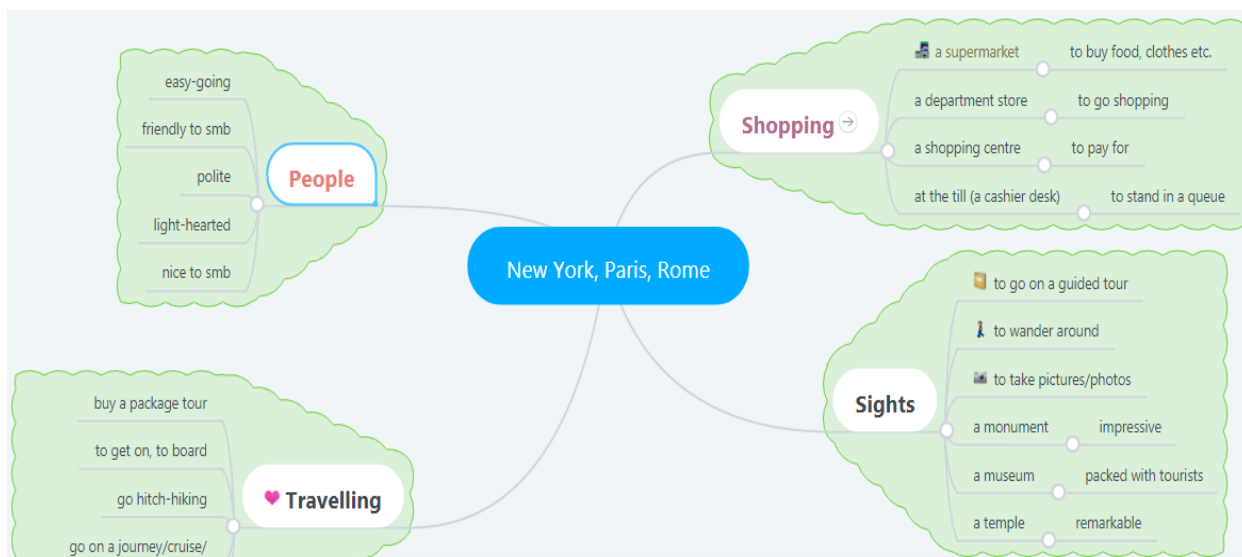 New York, Paris, Rome
People
easy-going
friendly to smb
polite
light-hearted
nice to smb
Shopping
a supermarket
to buy food, clothes etc.
a department store
to go shopping
a shopping centre
to pay for
at the till (a cashier desk)
to stand in a queue
Travelling
buy a package tour
to get on, to board
go hitch-hiking
go on a journey/cruise/
Sights
to go on a guided tour
to wander around
to take pictures/photos
a monument
impressive
a museum
packed with tourists
a temple
remarkable